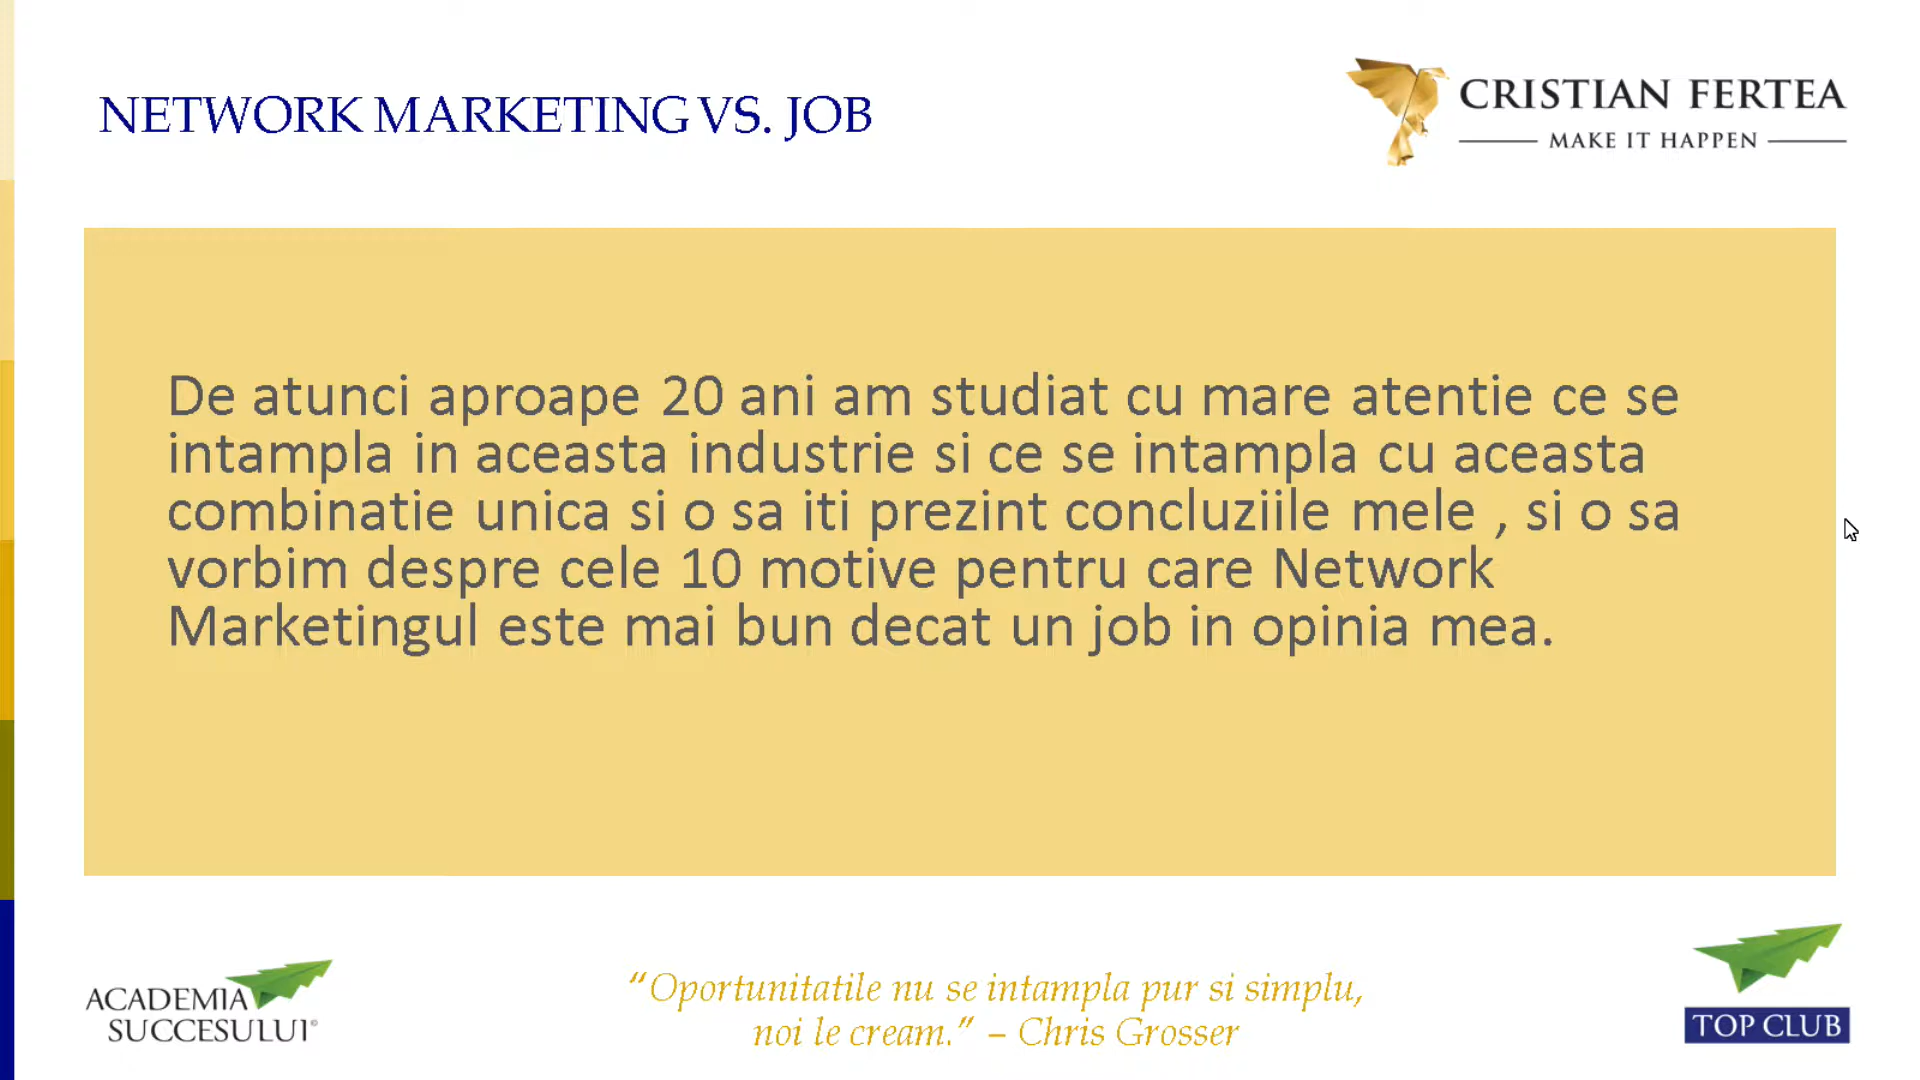 NETWORK MARKETING VS. JOB
CRISTIAN FERTEA
MAKE IT HAPPEN
De atunci aproape 20 ani am studiat cu mare atentie ce se
intampla in aceasta industrie si ce se intampla cu aceasta
combinatie unica si o sa iti prezint concluziile mele , si o sa
vorbim despre cele 10 motive pentru care Network
Marketingul este mai bun decat un job in opinia mea.
ACADEMIA
SUCCESULUI©
“Oportunitatile nu se intampla pur si simplu,
noi le cream.” – Chris Grosser
TOP CLUB